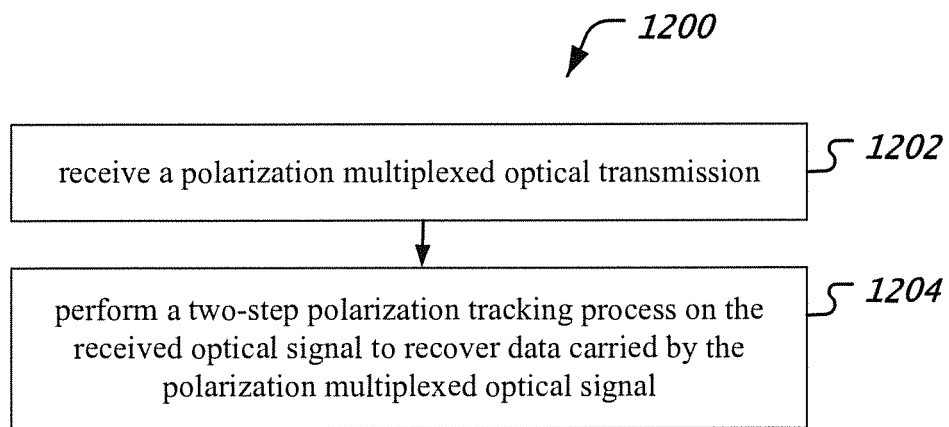 1200
1202
receive a polarization multiplexed optical transmission
1204
perform a two-step polarization tracking process on the
received optical signal to recover data carried by the
polarization multiplexed optical signal